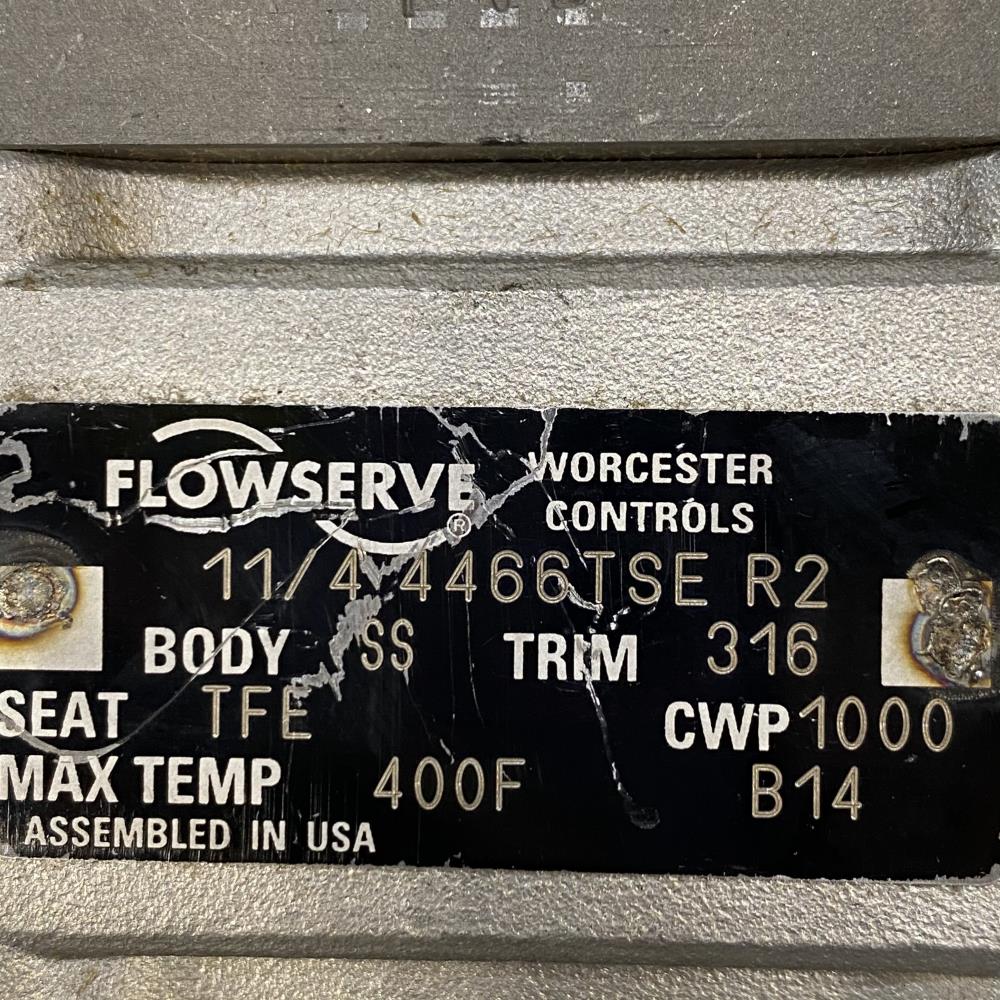 FLOWSERVE® WORCESTER
CONTROLS
11/4 4466TSE R2
BODY SS TRIM 316
SEAT TFE CWP 1000
MAX TEMP 400F B14
ASSEMBLED IN USA